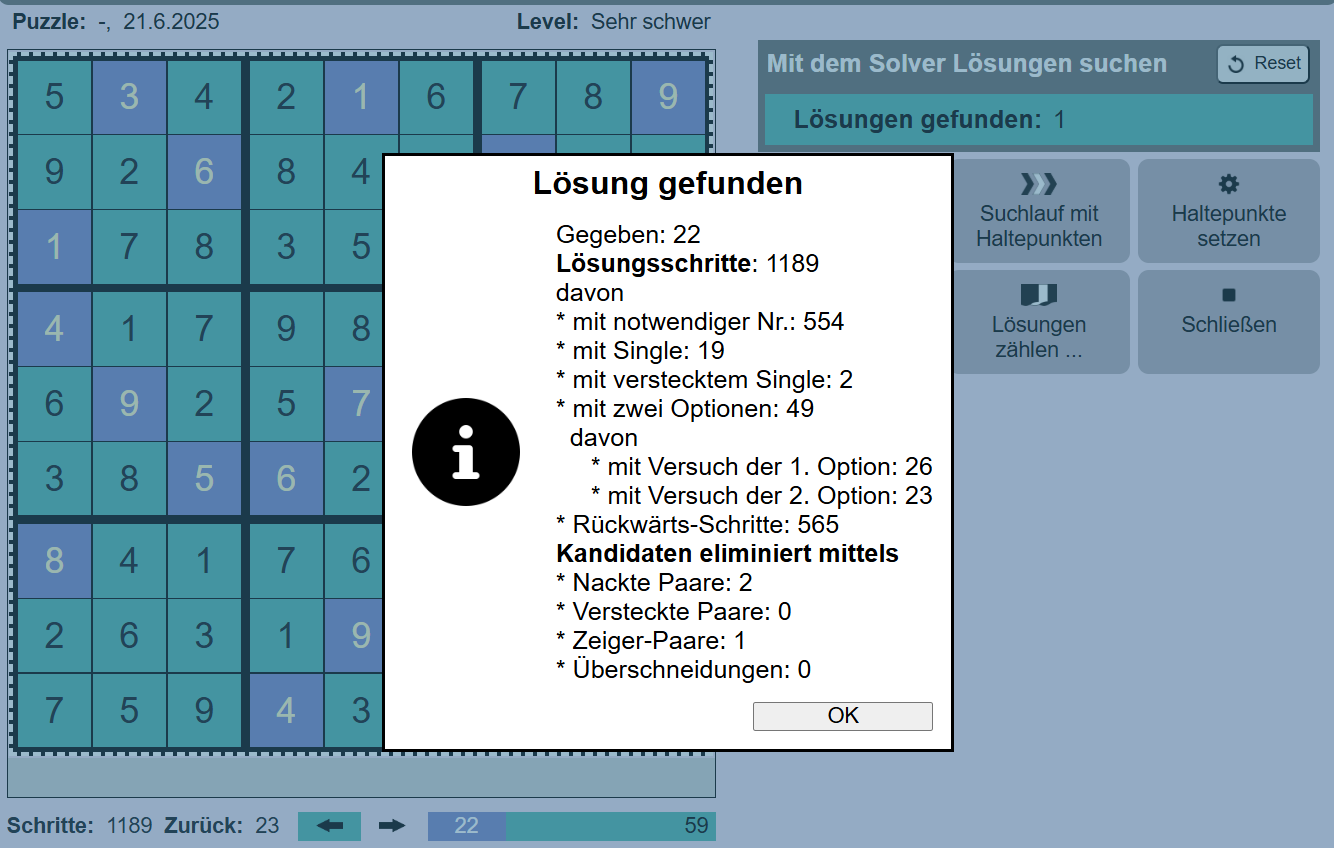 Puzzle: -, 21.6.2025 Level: Sehr schwer
Mit dem Solver Lösungen suchen Reset
Lösungen gefunden: 1
5 3 4 2 1 6 7 8 9
9 2 6 8 4
1 7 8 3 5
4 1 7 9 8
6 9 2 5 7
3 8 5 6 2
8 4 1 7 6
2 6 3 1 9
7 5 9 4 3
Lösung gefunden
Gegeben: 22
Lösungsschritte: 1189
davon
* mit notwendiger Nr.: 554
* mit Single: 19
* mit verstecktem Single: 2
* mit zwei Optionen: 49
davon
* mit Versuch der 1. Option: 26
* mit Versuch der 2. Option: 23
* Rückwärts-Schritte: 565
Kandidaten eliminiert mittels
* Nackte Paare: 2
* Versteckte Paare: 0
* Zeiger-Paare: 1
* Überschneidungen: 0
OK
Suchlauf mit
Haltepunkten
Haltepunkte
setzen
Lösungen
zählen ...
Schließen
Schritte: 1189 Zurück: 23 22 59